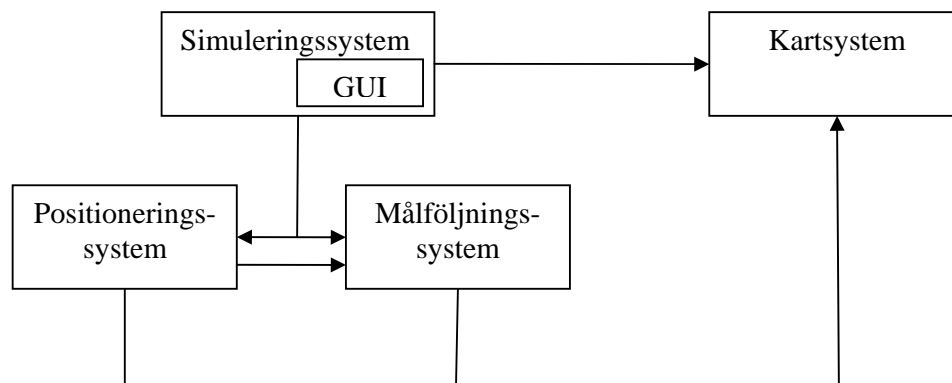 Simuleringssystem
GUI
Kartsystem
Positionerings-
system
Målföljnings-
system